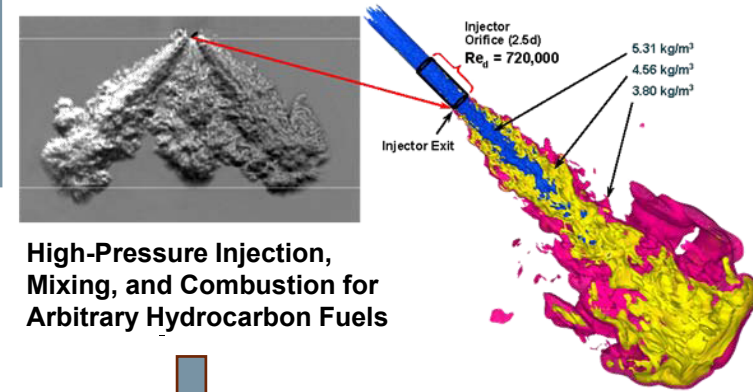 Injector
Orifice (2.5d)
Re_d = 720,000
5.31 kg/m³
4.56 kg/m³
3.80 kg/m³
Injector Exit
High-Pressure Injection,
Mixing, and Combustion for
Arbitrary Hydrocarbon Fuels